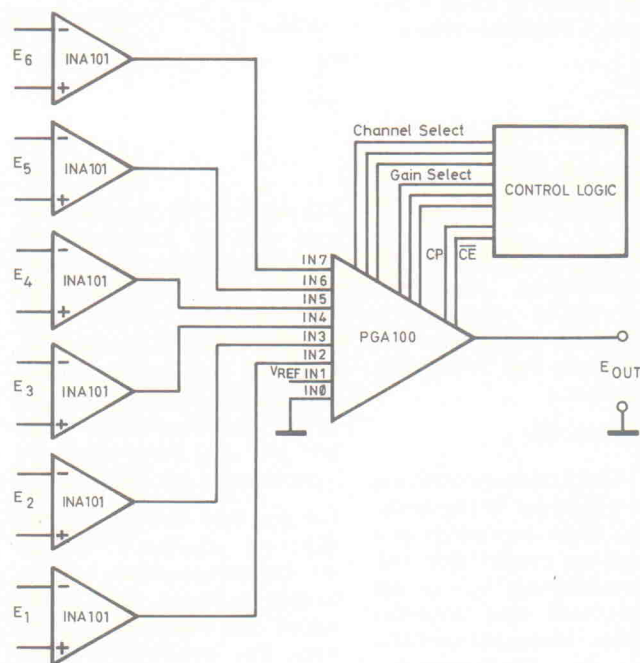 E6
−
INA101
+
E5
−
INA101
+
E4
−
INA101
+
E3
−
INA101
+
E2
−
INA101
+
E1
−
INA101
+
Channel Select
Gain Select
CONTROL LOGIC
CP
CE
IN7
IN6
IN5
IN4
IN3
IN2
VREF IN1
INØ
PGA100
EOUT